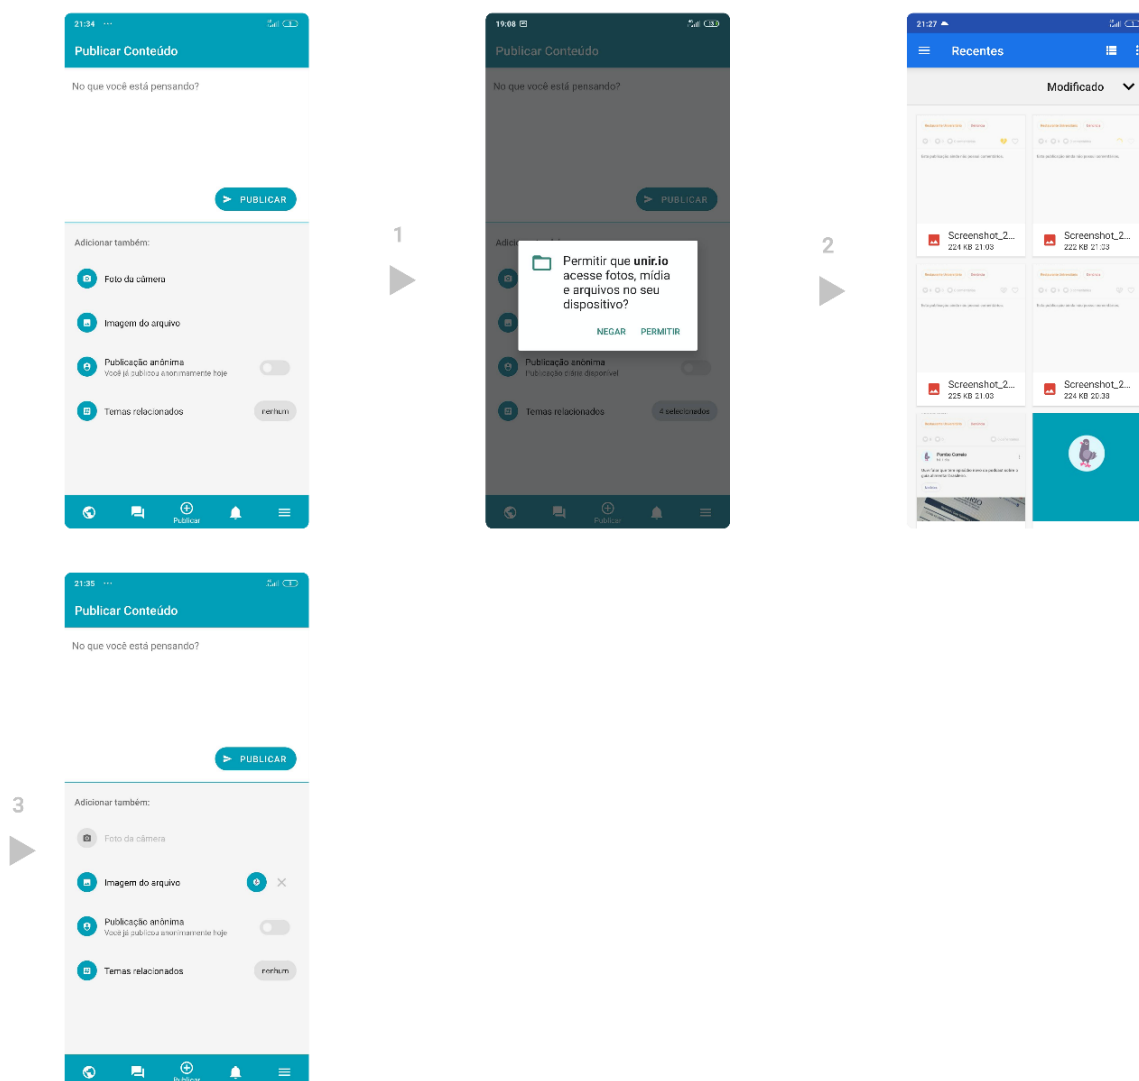 21:34 ...
Publicar Conteúdo
No que você está pensando?
PUBLICAR
Adicionar também:
Foto da câmera
Imagem do arquivo
Publicação anônima
Você já publicou anonimamente hoje
Temas relacionados
nenhum
Publicar
1
19:08
Publicar Conteúdo
No que você está pensando?
PUBLICAR
Permitir que unir.io
acesse fotos, mídia
e arquivos no seu
dispositivo?
NEGAR PERMITIR
Publicação anônima
Publicação diária disponível
Temas relacionados
4 selecionados
Publicar
2
21:27
Recentes
Modificado
Screenshot_2...
224 KB 21:03
Screenshot_2...
222 KB 21:03
Screenshot_2...
225 KB 21:03
Screenshot_2...
224 KB 20:38
Pombo Correio
3
21:35 ...
Publicar Conteúdo
No que você está pensando?
PUBLICAR
Adicionar também:
Foto da câmera
Imagem do arquivo
Publicação anônima
Você já publicou anonimamente hoje
Temas relacionados
nenhum
Publicar